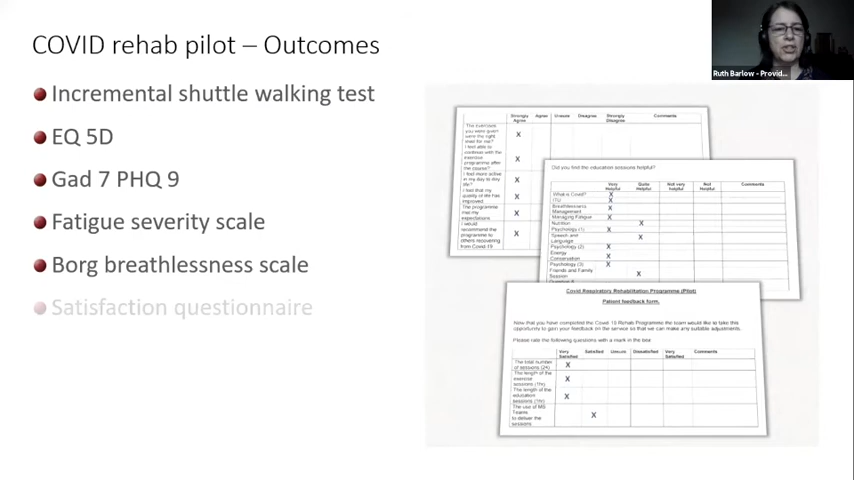 COVID rehab pilot – Outcomes
Incremental shuttle walking test
EQ 5D
Gad 7 PHQ 9
Fatigue severity scale
Borg breathlessness scale
Satisfaction questionnaire
Ruth Barlow - Provid...
Strongly Agree Agree Unsure Disagree Strongly Disagree Comments
The exercises
you were given
were the right
level for me?
I feel able to
continue with the
exercise
programme after
the course?
I feel more active
in my day to day
life?
I feel that my
quality of life has
improved
The programme
met my
expectations
I would
recommend the
programme to
others recovering
from Covid-19
Did you find the education sessions helpful?
Very Helpful Quite Helpful Not very helpful Not Helpful Comments
What is Covid? X
ITU X
Breathlessness
Management X
Managing Fatigue X
Nutrition X
Psychology (1) X
Speech and
Language X
Psychology (2) X
Energy
Conservation X
Psychology (3) X
Friends and Family
Session X
Covid Respiratory Rehabilitation Programme (Pilot)
Patient feedback form.
Now that you have completed the Covid 19 Rehab Programme the team would like to take this
opportunity to gain your feedback on the service so that we can make any suitable adjustments.
Please rate the following questions with a mark in the box
Very Satisfied Satisfied Unsure Dissatisfied Very Satisfied Comments
The total number
of sessions (24) X
The length of the
exercise
sessions (1hr) X
The length of the
education
sessions (1hr) X
The use of MS
Teams
to deliver the
sessions X